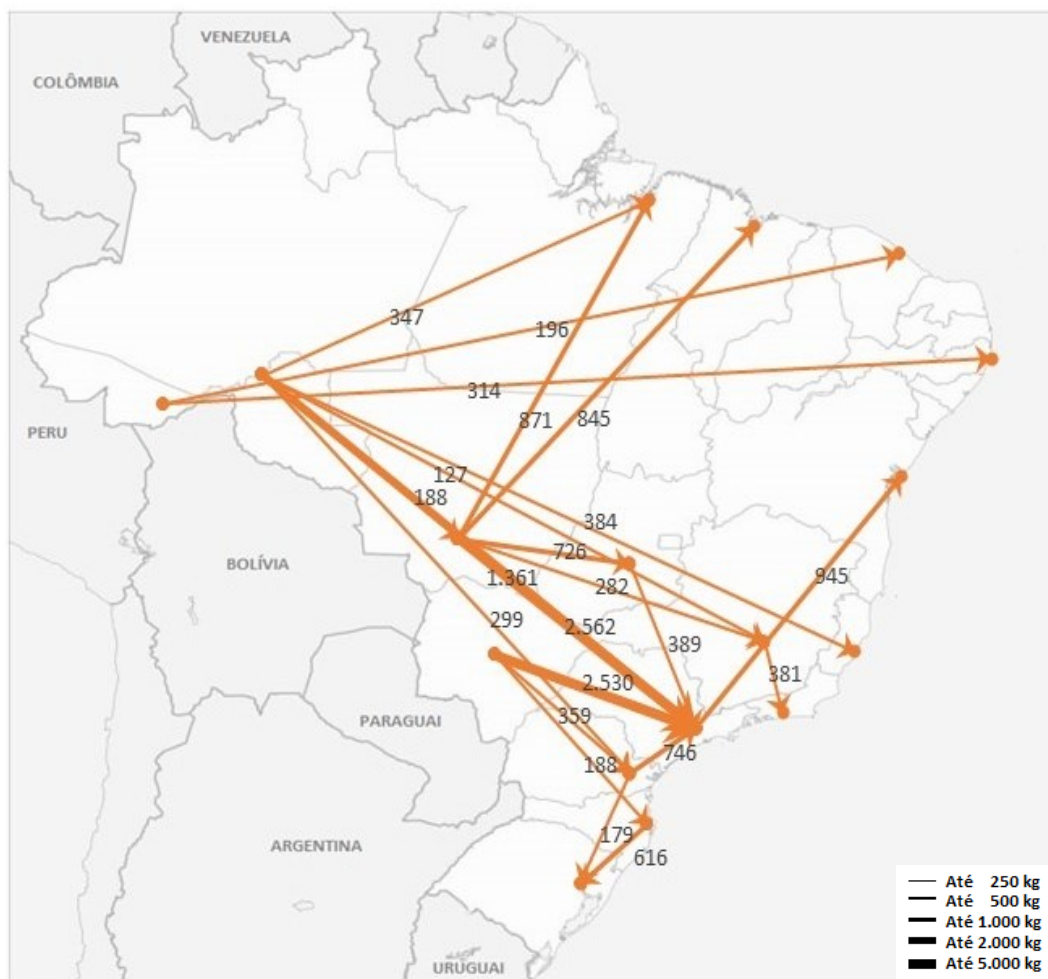 VENEZUELA
COLÔMBIA
347
196
314
PERU
871
845
127
188
384
726
BOLÍVIA
1.361
282
945
299
2.562
389
381
2.530
359
PARAGUAI
746
188
179
ARGENTINA
616
Até 250 kg
Até 500 kg
Até 1.000 kg
Até 2.000 kg
Até 5.000 kg
URUGUAI